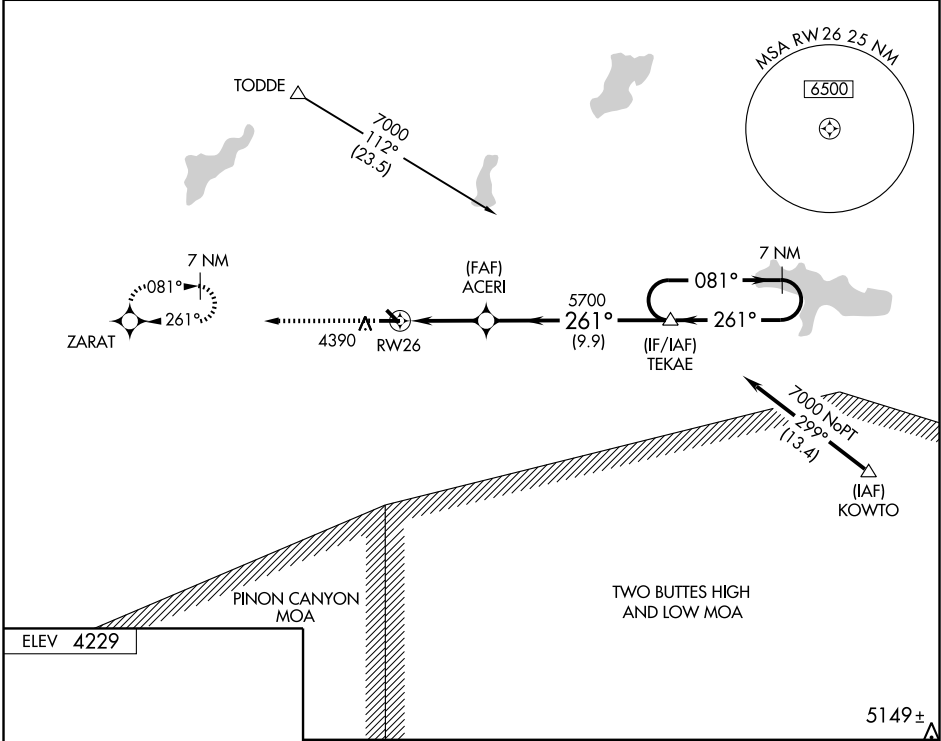 MSA RW26 25 NM
6500
TODDE
7000
112°
(23.5)
7 NM
081°
261°
ZARAT
4390
RW26
(FAF)
ACERI
5700
261°
(9.9)
7 NM
081°
261°
(IF/IAF)
TEKAE
7000 NoPT
299°
(13.4)
(IAF)
KOWTO
PINON CANYON
MOA
TWO BUTTES HIGH
AND LOW MOA
ELEV 4229
5149±